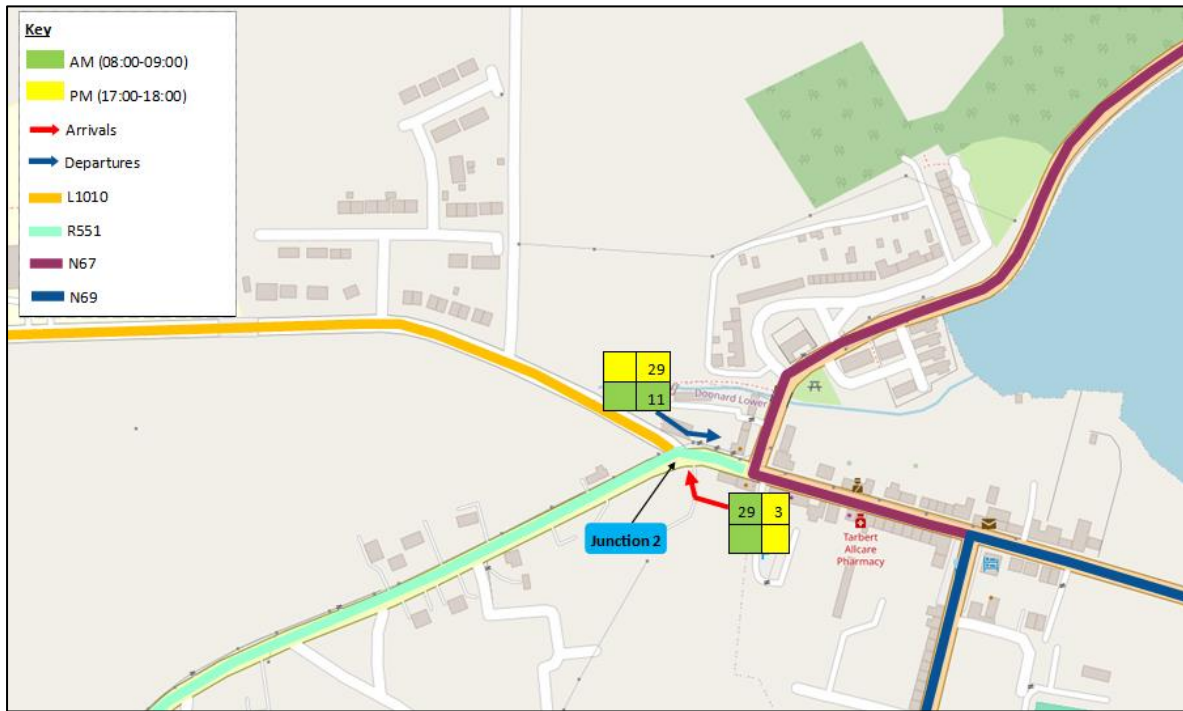 Key
AM (08:00-09:00)
PM (17:00-18:00)
Arrivals
Departures
L1010
R551
N67
N69
29
11
Doonard Lower
29 3
Junction 2
Tarbert
Allcare
Pharmacy